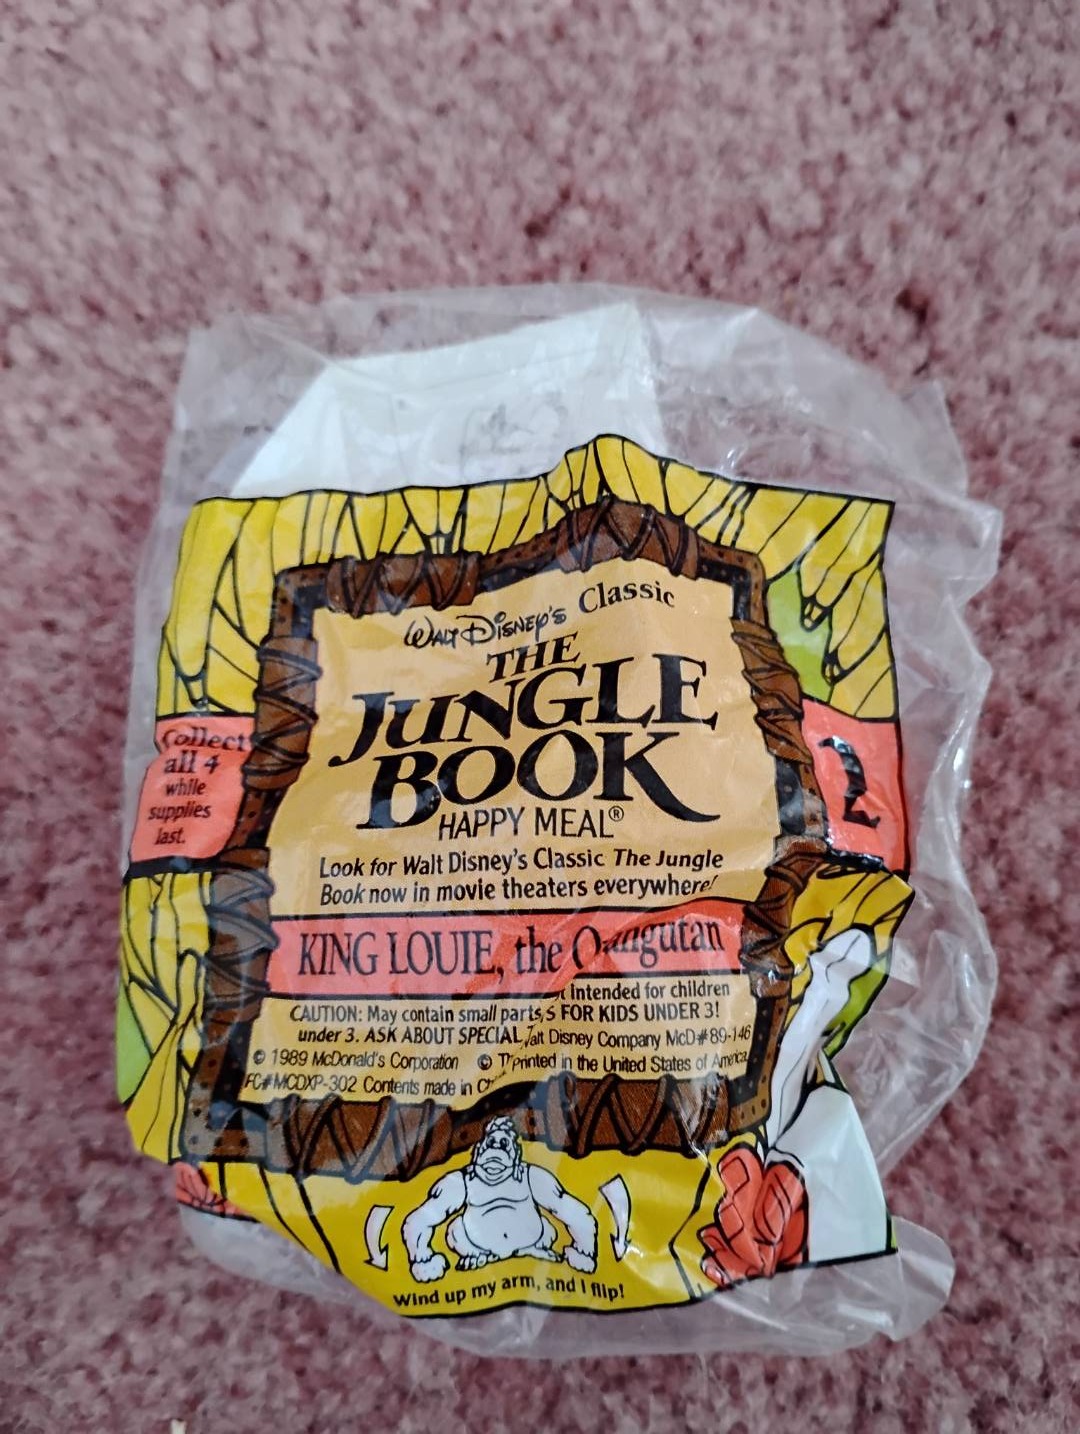 Walt Disney's Classic
THE
JUNGLE
BOOK
HAPPY MEAL®
Look for Walt Disney's Classic The Jungle
Book now in movie theaters everywhere!
Collect
all 4
while
supplies
last.
2
KING LOUIE, the Orangutan
Intended for children
CAUTION: May contain small parts, S FOR KIDS UNDER 3!
under 3. ASK ABOUT SPECIAL Disney Company McD#89-146
© 1989 McDonald's Corporation © T Printed in the United States of America
FC#MCDXP-302 Contents made in
Wind up my arm, and I flip!